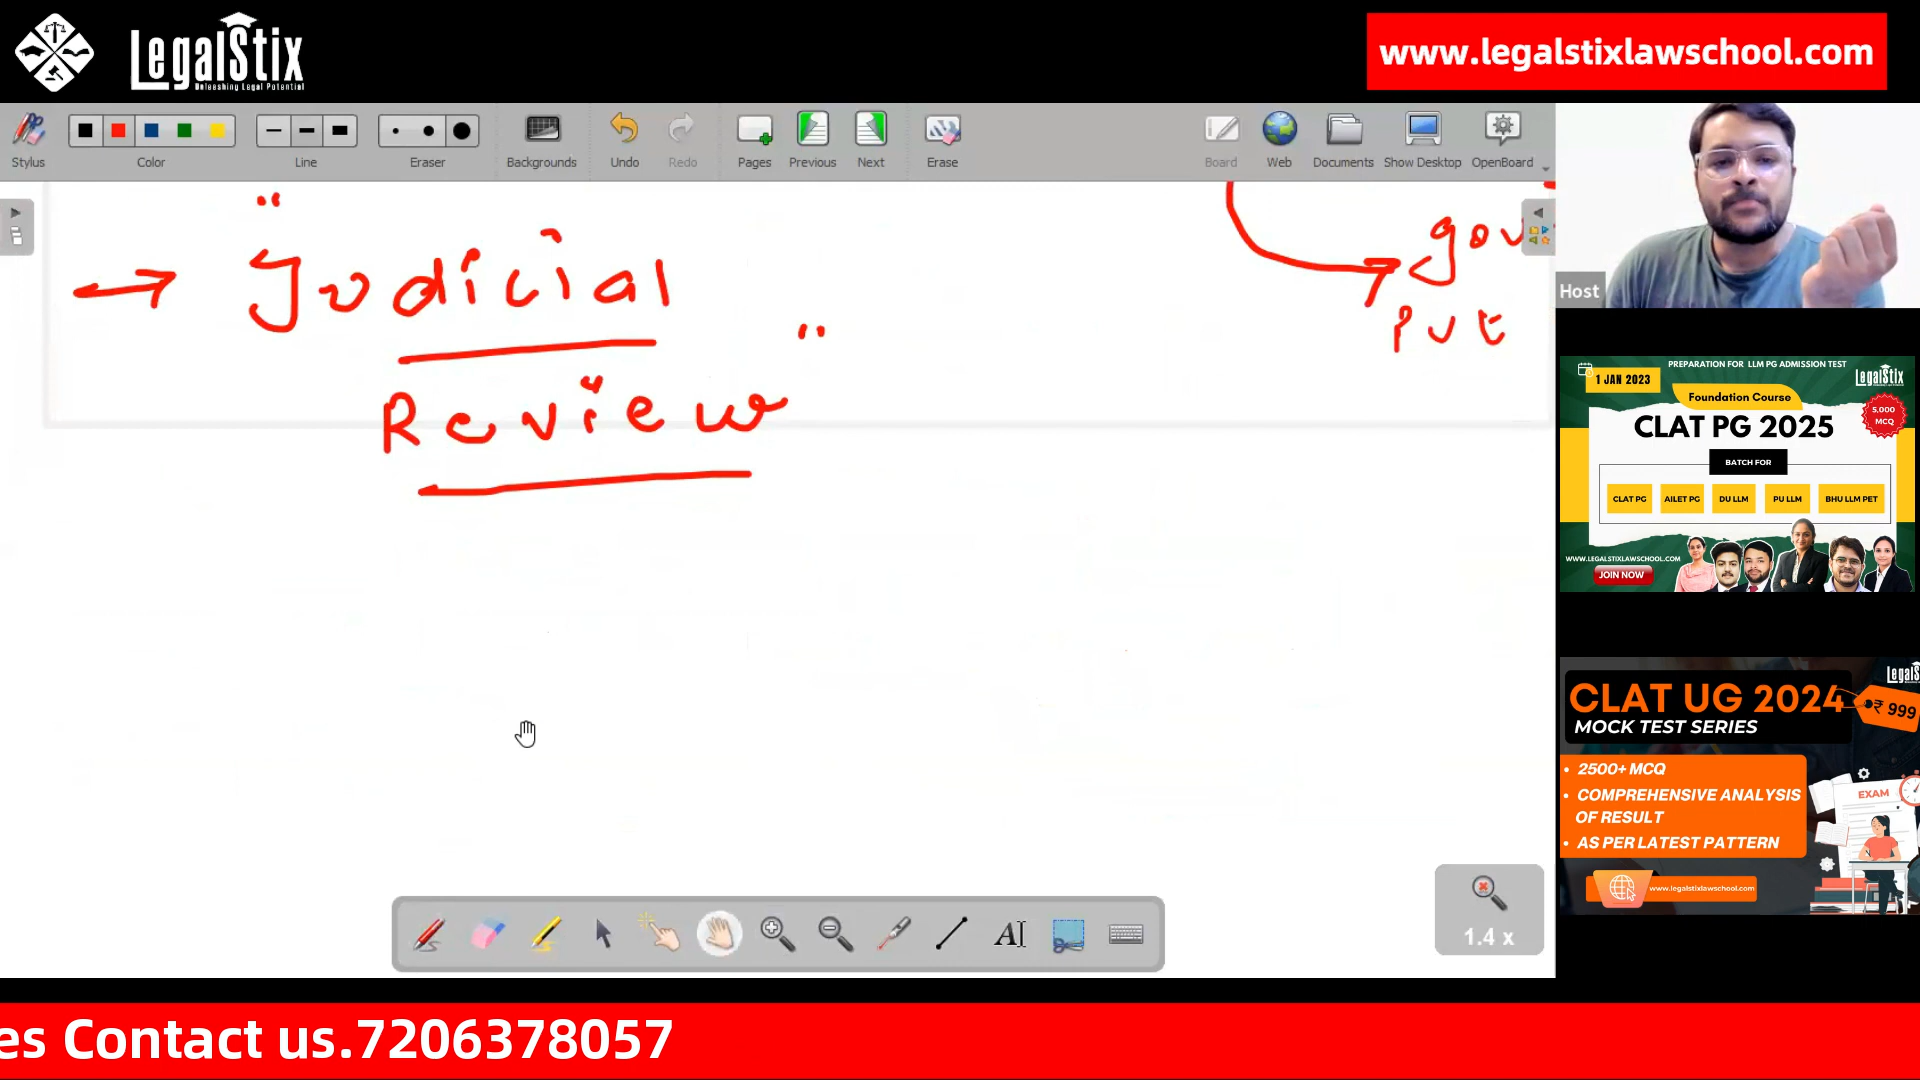 LegalStix
Unleashing Legal Potential
www.legalstixlawschool.com
Stylus
Color
Line
Eraser
Backgrounds
Undo
Redo
Pages
Previous
Next
Erase
Board
Web
Documents
Show Desktop
OpenBoard
"Judicial
Review"
gov
Pvt
Host
PREPARATION FOR LLM PG ADMISSION TEST
1 JAN 2023
LegalStix
Foundation Course
5,000
MCQ
CLAT PG 2025
BATCH FOR
CLAT PG
AILET PG
DU LLM
PU LLM
BHU LLM PET
WWW.LEGALSTIXLAWSCHOOL.COM
JOIN NOW
LegalS
CLAT UG 2024
₹ 999
MOCK TEST SERIES
• 2500+ MCQ
• COMPREHENSIVE ANALYSIS
OF RESULT
• AS PER LATEST PATTERN
EXAM
www.legalstixlawschool.com
AI
1.4 x
es Contact us.7206378057